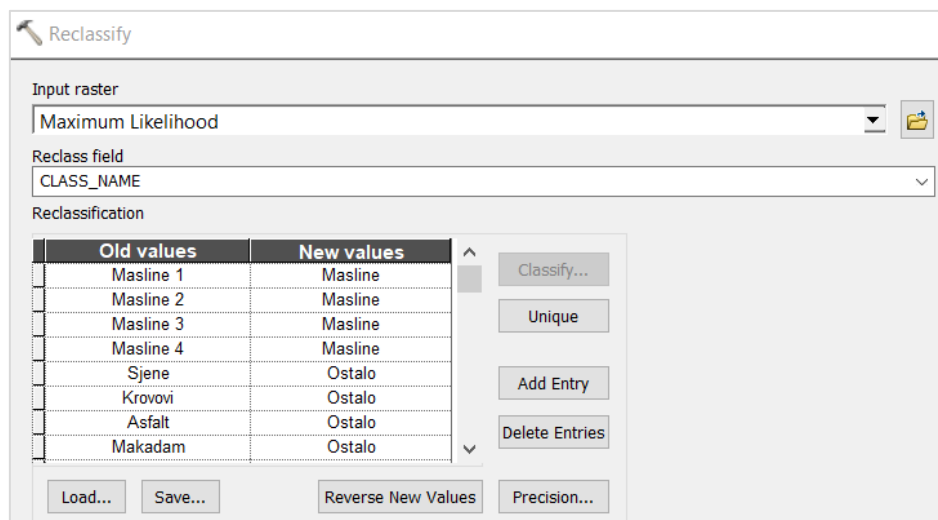 Reclassify
Input raster
Maximum Likelihood
Reclass field
CLASS_NAME
Reclassification
Old values New values
Masline 1 Masline
Masline 2 Masline
Masline 3 Masline
Masline 4 Masline
Sjene Ostalo
Krovovi Ostalo
Asfalt Ostalo
Makadam Ostalo
Classify...
Unique
Add Entry
Delete Entries
Load... Save... Reverse New Values Precision...